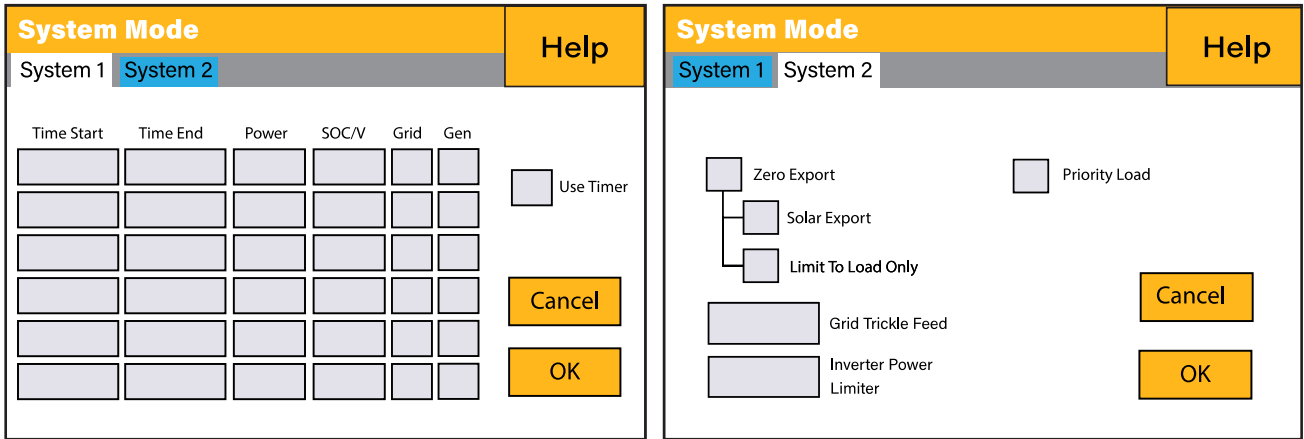 System Mode
Help
System 1 System 2
Time Start Time End Power SOC/V Grid Gen
Use Timer
Cancel
OK
System Mode
Help
System 1 System 2
Zero Export
Priority Load
Solar Export
Limit To Load Only
Cancel
Grid Trickle Feed
Inverter Power
Limiter
OK